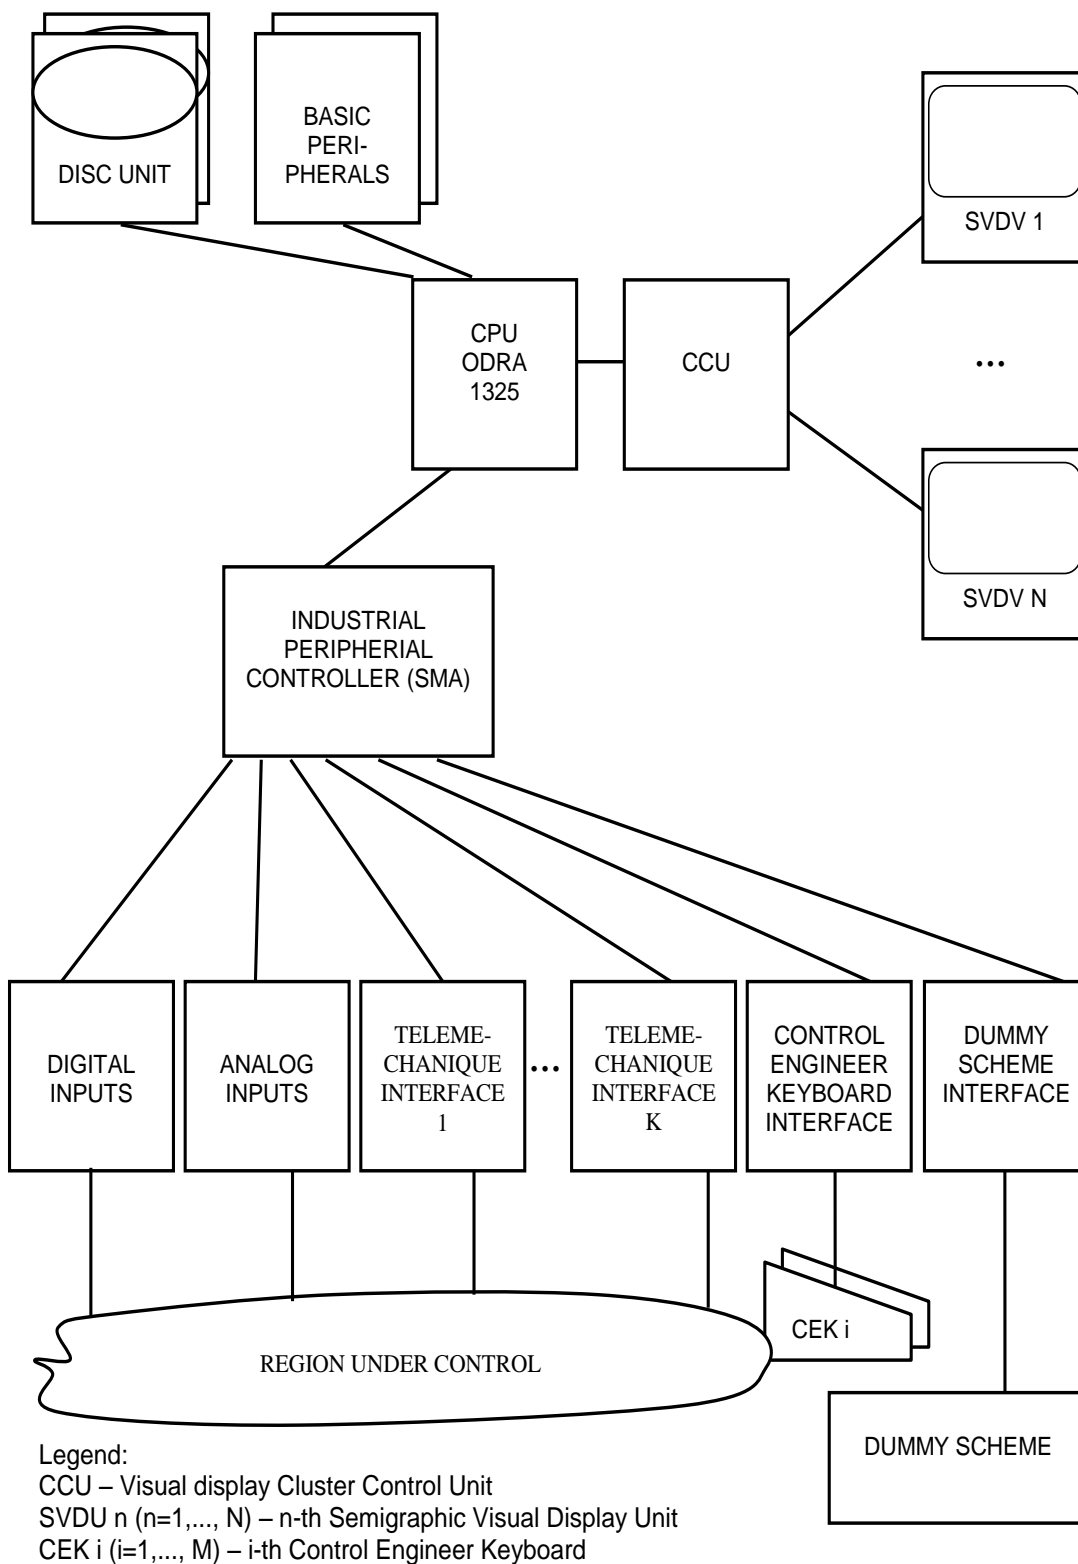 DISC UNIT
BASIC
PERI-
PHERALS
SVDV 1
CPU
ODRA
1325
CCU
...
SVDV N
INDUSTRIAL
PERIPHERIAL
CONTROLLER (SMA)
DIGITAL
INPUTS
ANALOG
INPUTS
TELEME-
CHANIQUE
INTERFACE
1
...
TELEME-
CHANIQUE
INTERFACE
K
CONTROL
ENGINEER
KEYBOARD
INTERFACE
DUMMY
SCHEME
INTERFACE
CEK i
REGION UNDER CONTROL
DUMMY SCHEME
Legend:
CCU – Visual display Cluster Control Unit
SVDU n (n=1,..., N) – n-th Semigraphic Visual Display Unit
CEK i (i=1,..., M) – i-th Control Engineer Keyboard